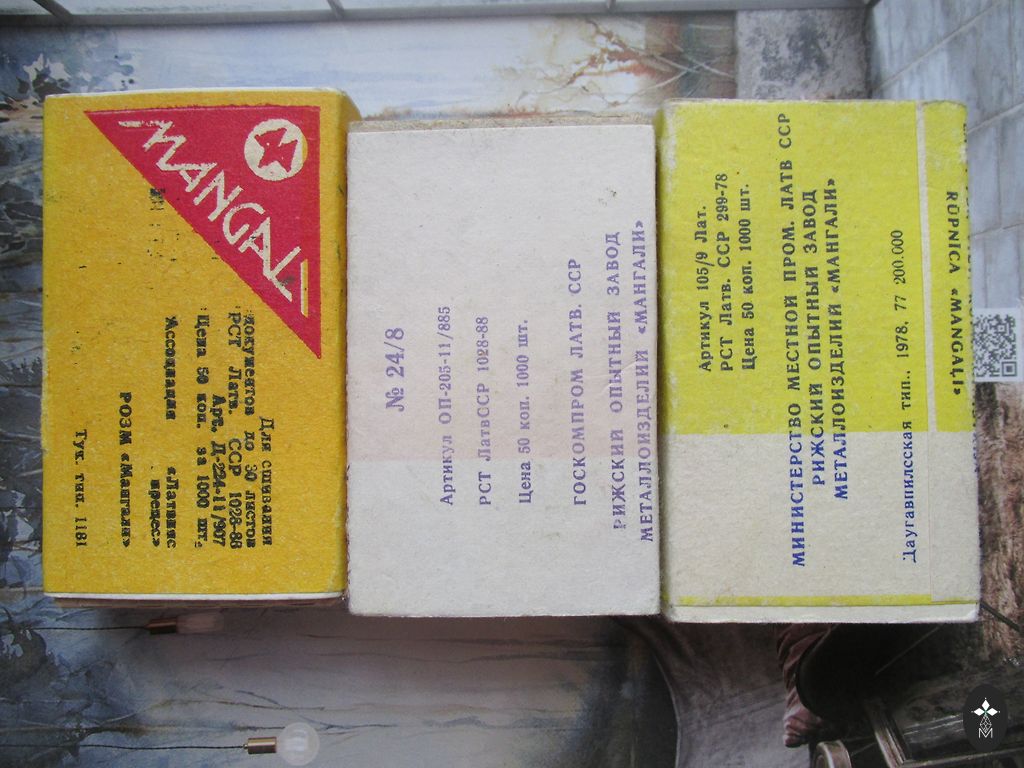 MANGALI
Для сшивания
документов до 30 листов
РСТ Латв. ССР 1028-88
Арт. Д-224-11/907
Цена 50 коп. за 1000 шт.
Ассоциация «Латвияс
прецес»
РОЗМ «Мангали»
Тук. тип. 1181
№ 24/8
Артикул ОП-205-11/885
РСТ ЛатвССР 1028-88
Цена 50 коп. 1000 шт.
ГОСКОМПРОМ ЛАТВ. ССР
РИЖСКИЙ ОПЫТНЫЙ ЗАВОД
МЕТАЛЛОИЗДЕЛИЙ «МАНГАЛИ»
Артикул 105/9 Лат.
РСТ Латв. ССР 299-78
Цена 50 коп. 1000 шт.
МИНИСТЕРСТВО МЕСТНОЙ ПРОМ. ЛАТВ ССР
РИЖСКИЙ ОПЫТНЫЙ ЗАВОД
МЕТАЛЛОИЗДЕЛИЙ «МАНГАЛИ»
Даугавпилсская тип., 1978. 77 200.000
RŪPNICA «MANGAĻI»
M